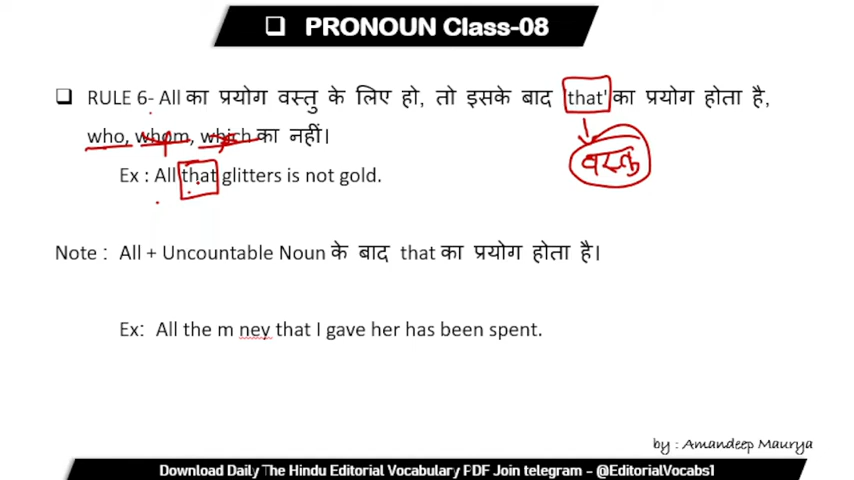 ❑ PRONOUN Class-08
❑ RULE 6- All का प्रयोग वस्तु के लिए हो, तो इसके बाद 'that' का प्रयोग होता है,
who, whom, which का नहीं।
वस्तु
Ex : All that glitters is not gold.
Note : All + Uncountable Noun के बाद that का प्रयोग होता है।
Ex: All the m ney that I gave her has been spent.
by : Amandeep Maurya
Download Daily The Hindu Editorial Vocabulary PDF Join telegram - @EditorialVocabs1